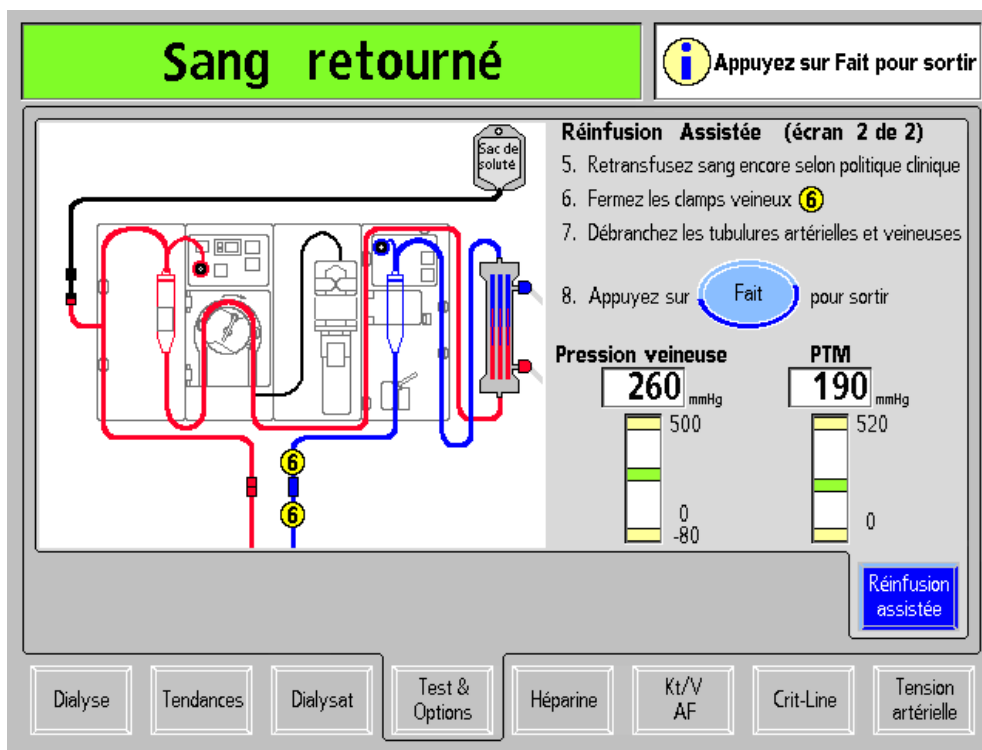 Sang retourné
Appuyez sur Fait pour sortir
Sac de
soluté
6
6
Réinfusion Assistée (écran 2 de 2)
5. Retransfusez sang encore selon politique clinique
6. Fermez les clamps veineux 6
7. Débranchez les tubulures artérielles et veineuses
8. Appuyez sur Fait pour sortir
Pression veineuse
260 mmHg
500
0
-80
PTM
190 mmHg
520
0
Réinfusion
assistée
Dialyse
Tendances
Dialysat
Test &
Options
Héparine
Kt/V
AF
Crit-Line
Tension
artérielle